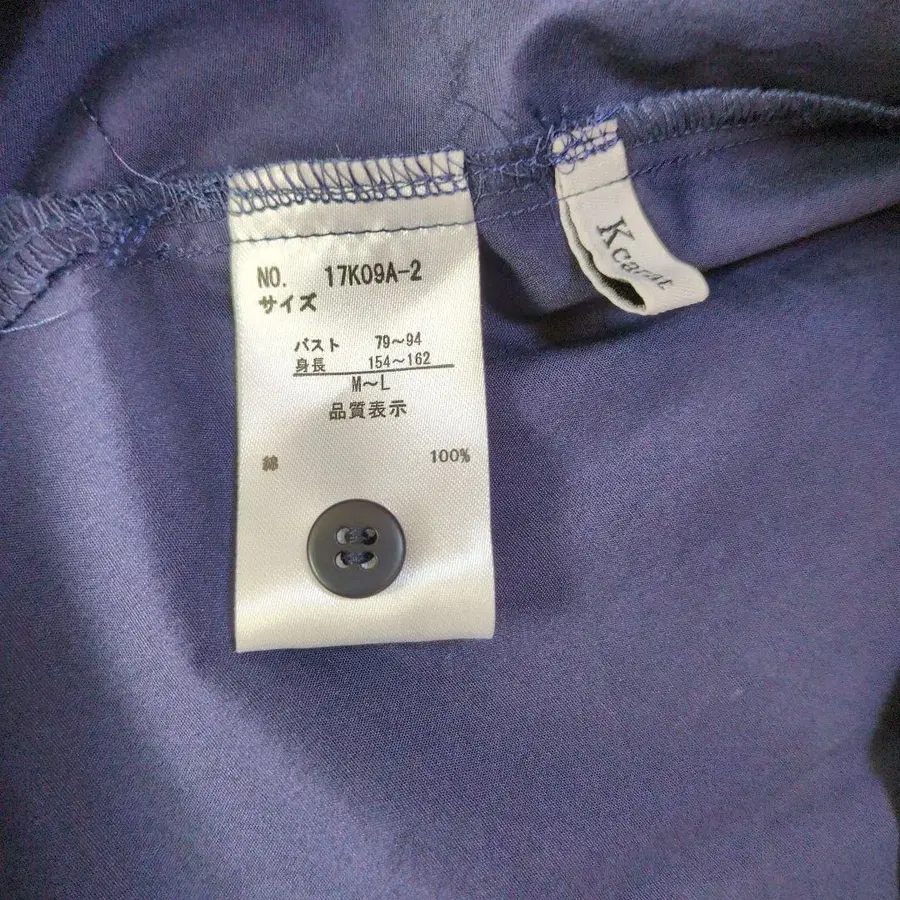 NO. 17K09A-2
サイズ
バスト 79～94
身長 154～162
M～L
品質表示
綿 100%
Kcarat